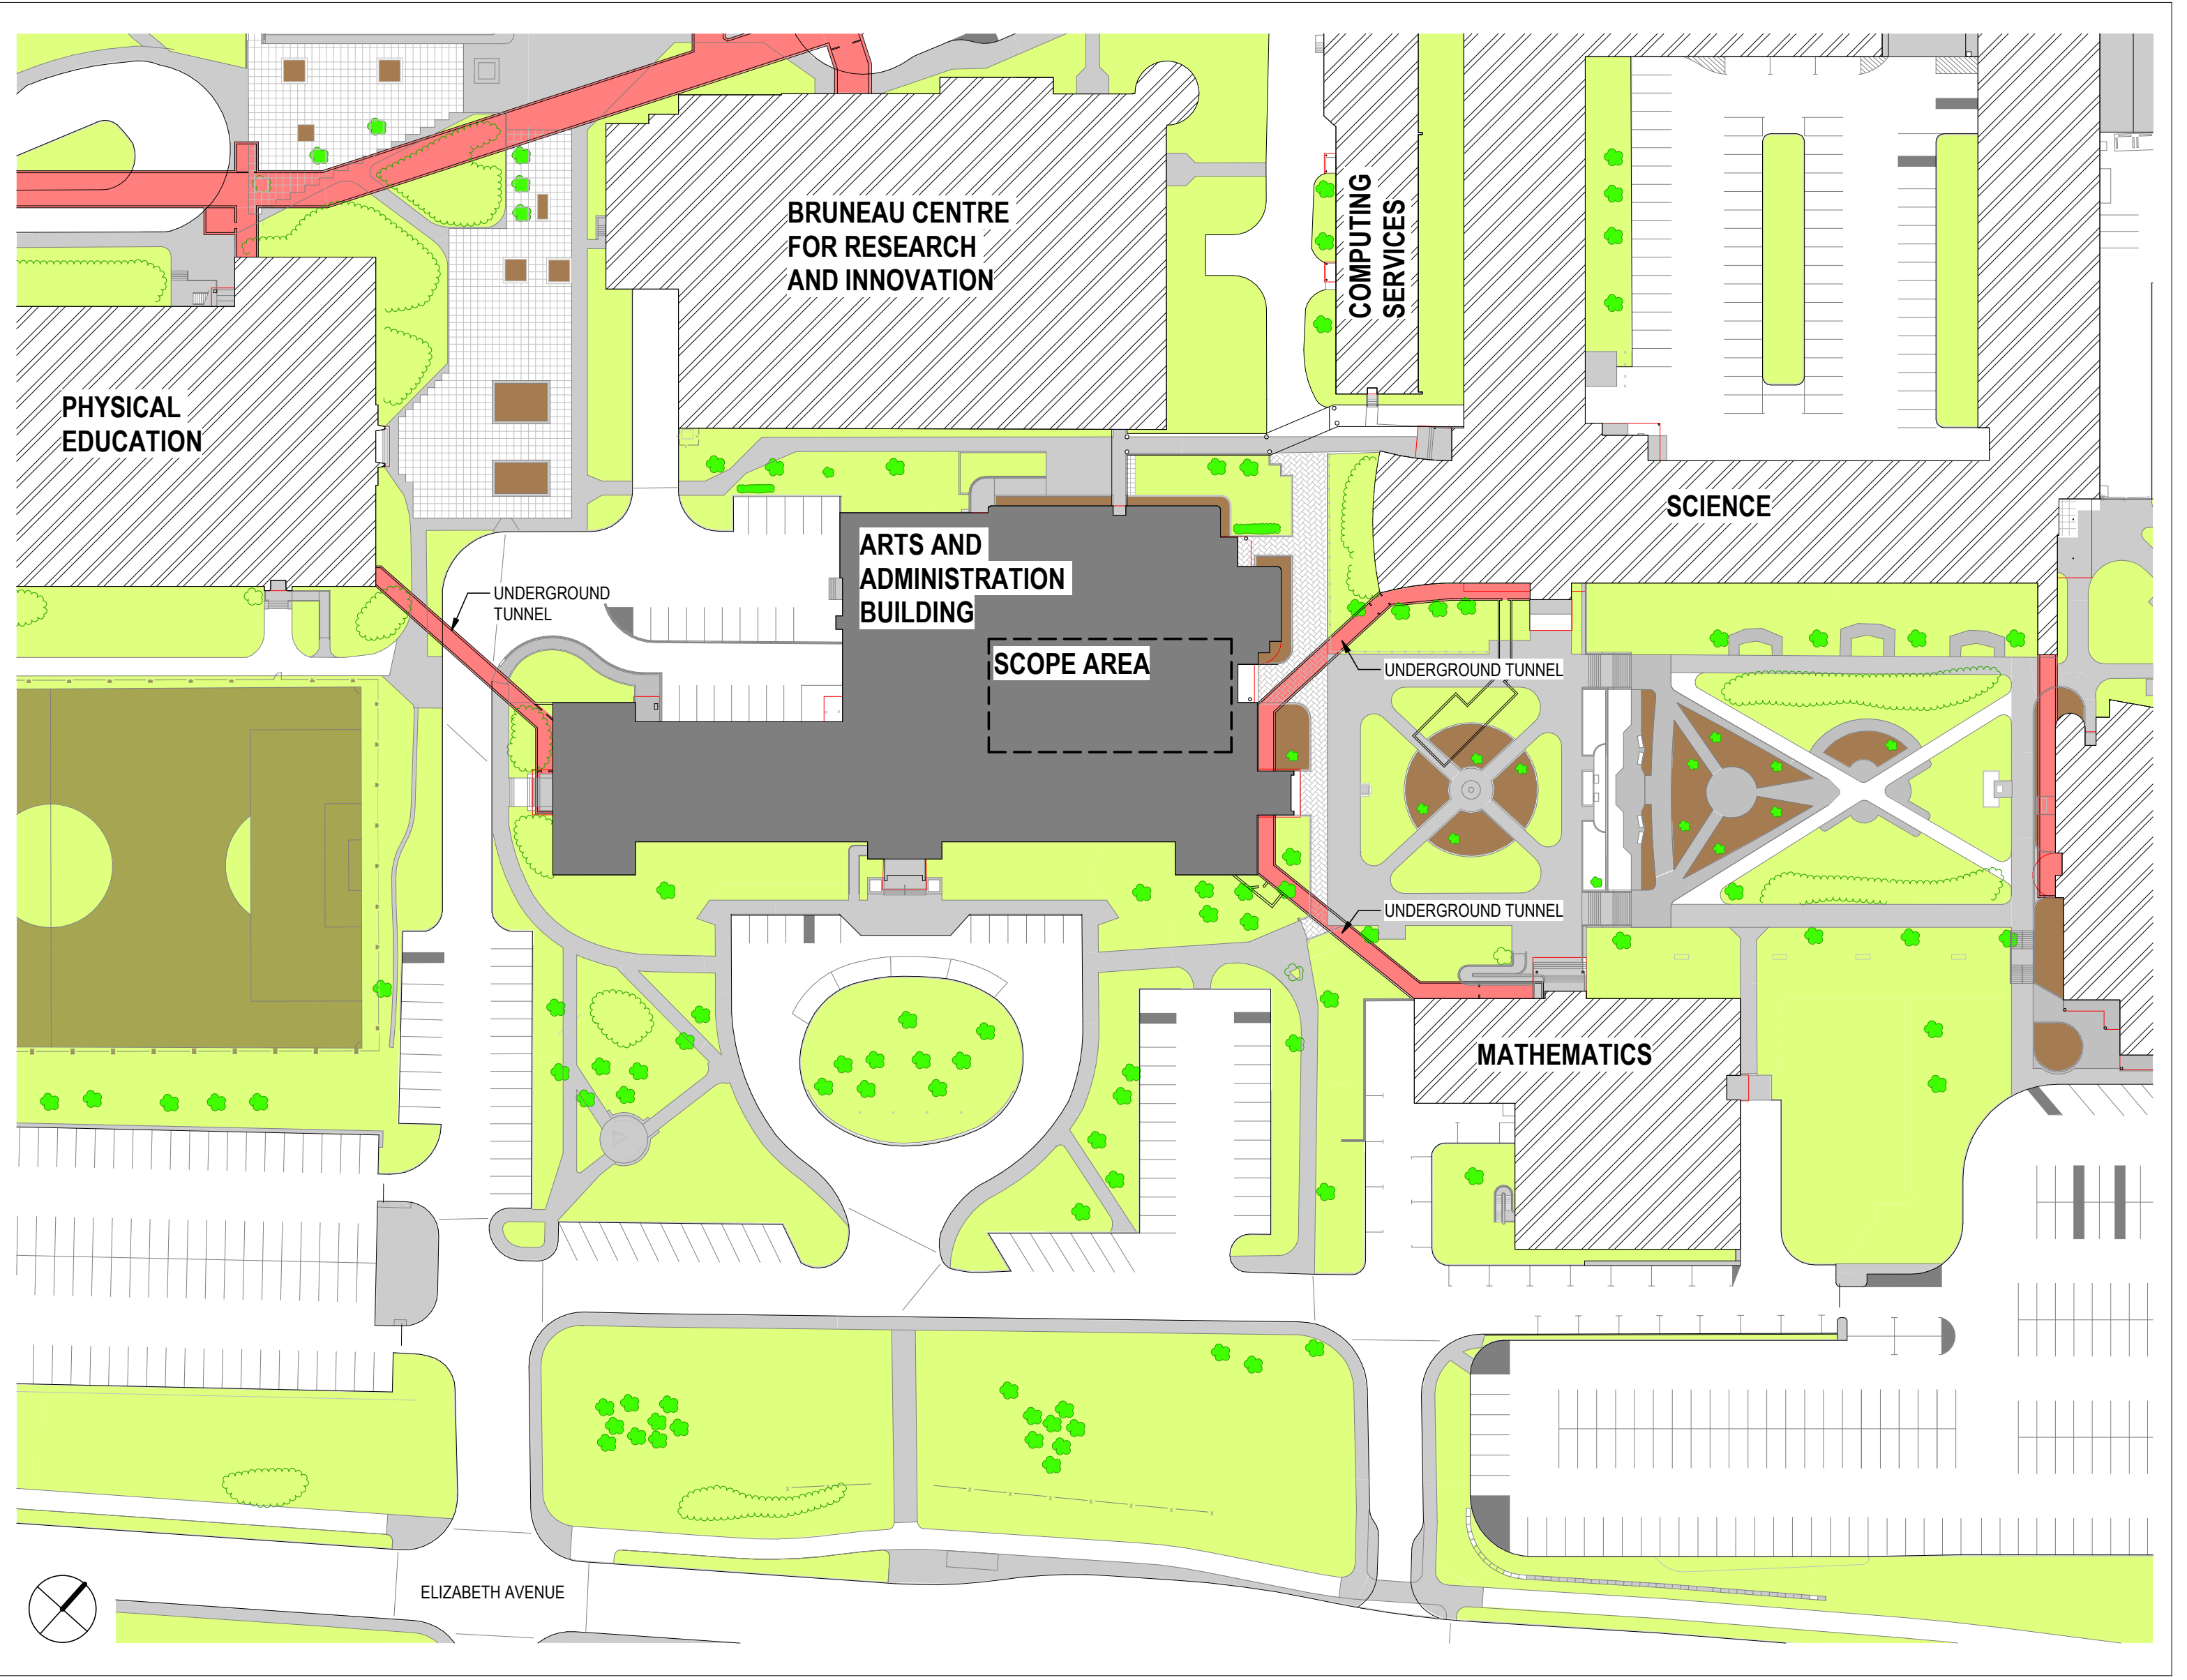 BRUNEAU CENTRE
FOR RESEARCH
AND INNOVATION
COMPUTING
SERVICES
PHYSICAL
EDUCATION
SCIENCE
ARTS AND
ADMINISTRATION
BUILDING
UNDERGROUND
TUNNEL
SCOPE AREA
UNDERGROUND TUNNEL
UNDERGROUND TUNNEL
MATHEMATICS
ELIZABETH AVENUE